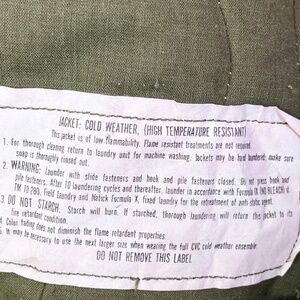 JACKET: COLD WEATHER, (HIGH TEMPERATURE RESISTANT)
This jacket is of low flammability. Flame resistant treatments are not required.
1. For thorough cleaning return to laundry unit for machine washing. Jackets may be hand laundered; make sure
soap is thoroughly rinsed out.
2. WARNING: Launder with slide fasteners and hook and pile fasteners closed. Do not press hook and
pile fasteners. After 10 laundering cycles and thereafter, launder in accordance with Formula II (NO BLEACH) of
TM 10-280, Field Laundry and Natick Formula X, fixed laundry for the retreatment of anti-static agent.
3. DO NOT STARCH. Starch will burn. If starched, thorough laundering will return this jacket to its
fire retardant condition.
4. Colour fading does not diminish the flame retardant properties.
5. It may be necessary to use the next larger size when wearing the full CVC cold weather ensemble.
DO NOT REMOVE THIS LABEL